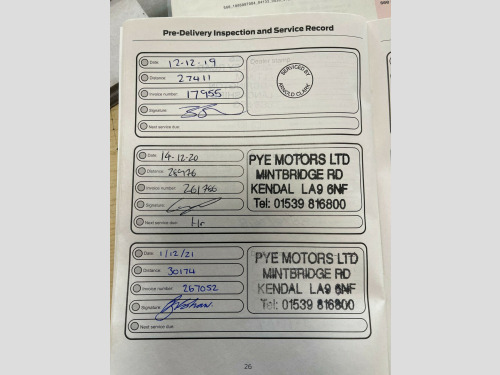 Pre-Delivery Inspection and Service Record
Date: 12-12-19
Distance: 27411
Invoice number: 17955
Signature:
Next service due:
Dealer stamp
SERVICED BY
ARNOLD CLARK
Date: 14-12-20
Distance: 28976
Invoice number: 261766
Signature:
Next service due: 1yr
PYE MOTORS LTD
MINTBRIDGE RD
KENDAL LA9 6NF
Tel: 01539 816800
Date: 1/12/21
Distance: 30174
Invoice number: 267052
Signature:
Next service due:
PYE MOTORS LTD
MINTBRIDGE RD
KENDAL LA9 6NF
Tel: 01539 816800
26